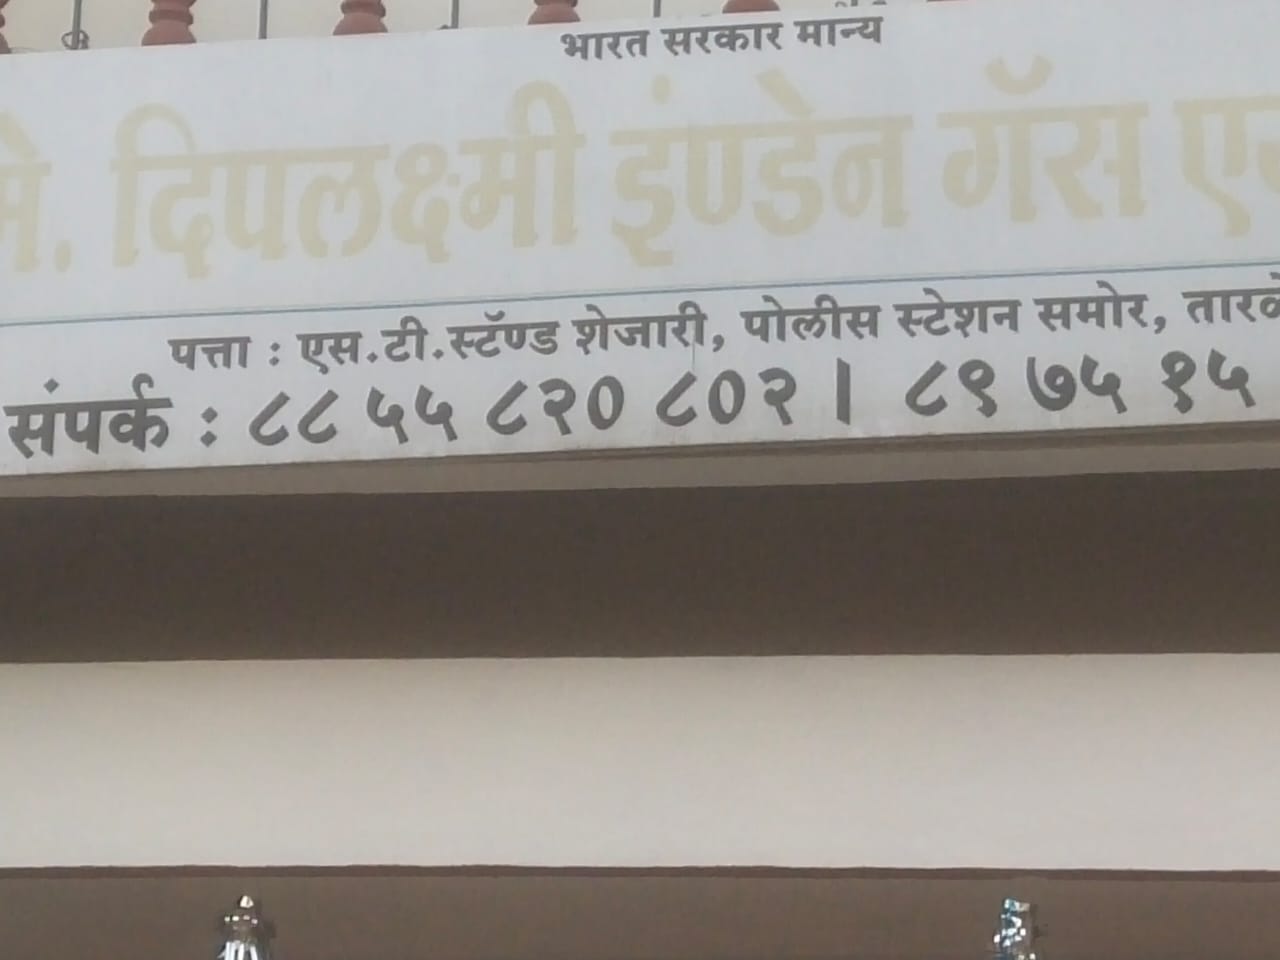 भारत सरकार मान्य
मे. दिपलक्ष्मी इंण्डेन गॅस
पत्ता : एस.टी.स्टॅण्ड शेजारी, पोलीस स्टेशन समोर,
संपर्क : ८८ ५५ ८२० ८०२ । ८९ ७५ १५